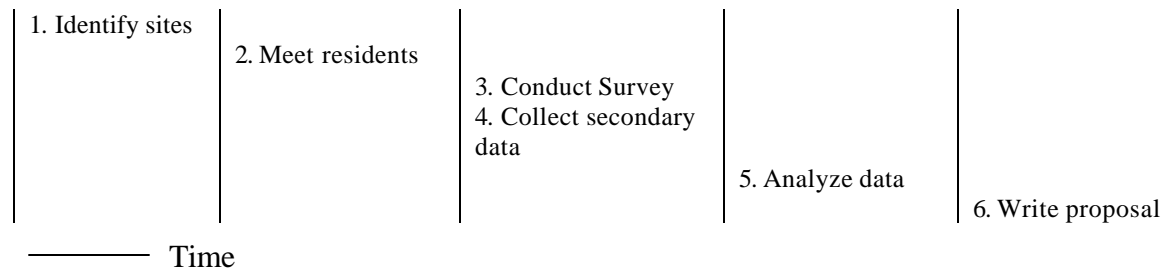 1. Identify sites
2. Meet residents
3. Conduct Survey
4. Collect secondary
data
5. Analyze data
6. Write proposal
Time